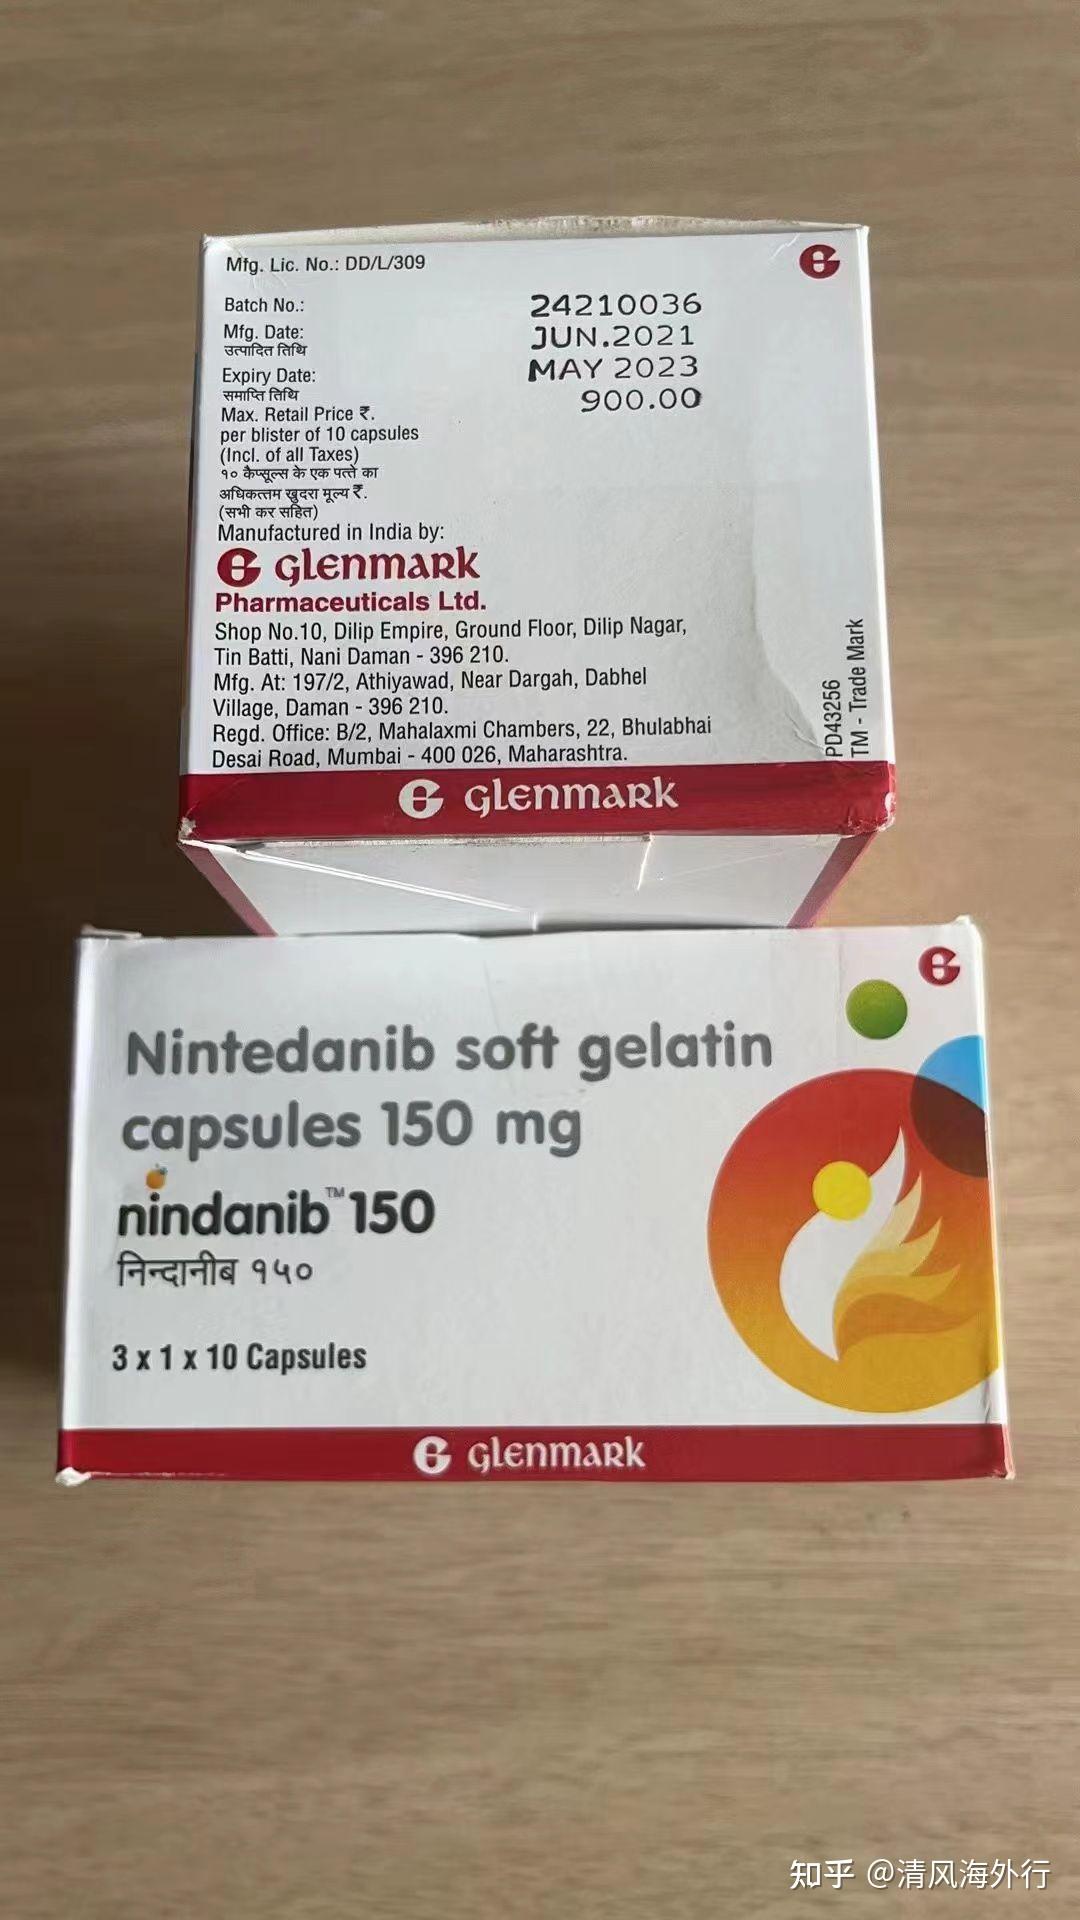 Mfg. Lic. No.: DD/L/309
Batch No.: 24210036
Mfg. Date: JUN.2021
उत्पादित तिथि
Expiry Date: MAY 2023
समाप्ति तिथि
Max. Retail Price ₹. 900.00
per blister of 10 capsules
(Incl. of all Taxes)
१० कैप्सूल्स के एक पत्ते का
अधिकत्तम खुदरा मूल्य ₹.
(सभी कर सहित)
Manufactured in India by:
GLENMARK
Pharmaceuticals Ltd.
Shop No.10, Dilip Empire, Ground Floor, Dilip Nagar,
Tin Batti, Nani Daman - 396 210.
Mfg. At: 197/2, Athiyawad, Near Dargah, Dabhel
Village, Daman - 396 210.
Regd. Office: B/2, Mahalaxmi Chambers, 22, Bhulabhai
Desai Road, Mumbai - 400 026, Maharashtra.
PD43256
TM - Trade Mark
GLENMARK
Nintedanib soft gelatin
capsules 150 mg
nindanib™ 150
निन्दानीब १५०
3 x 1 x 10 Capsules
GLENMARK
知乎 @清风海外行